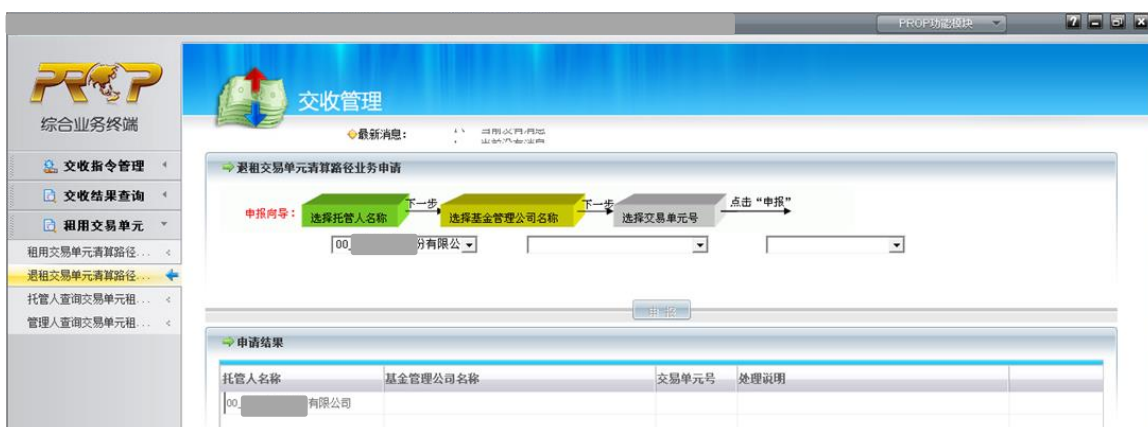 PROP功能模块
PROP
综合业务终端
交收管理
最新消息：
交收指令管理
交收结果查询
租用交易单元
租用交易单元清算路径...
退租交易单元清算路径...
托管人查询交易单元租...
管理人查询交易单元租...
退租交易单元清算路径业务申请
申报向导：
选择托管人名称
下一步
选择基金管理公司名称
下一步
选择交易单元号
点击“申报”
00_ 份有限公
申报
申请结果
托管人名称 基金管理公司名称 交易单元号 处理说明
00_ 有限公司